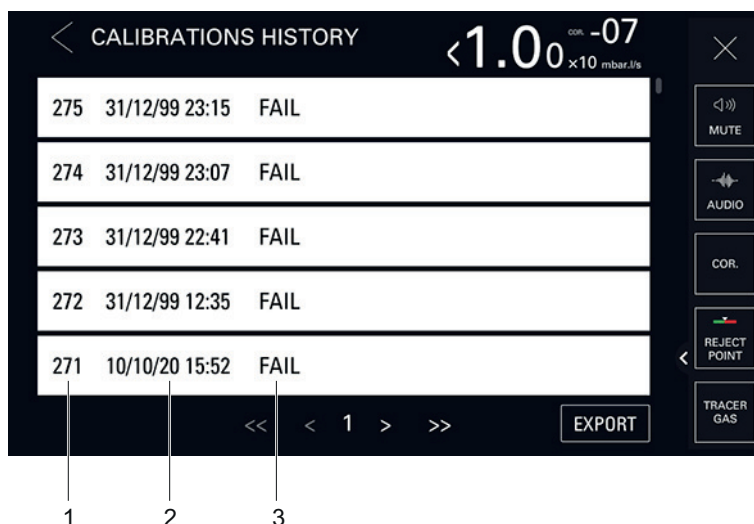 < CALIBRATIONS HISTORY
<1.00 COR. -07
×10 mbar.l/s
275 31/12/99 23:15 FAIL
274 31/12/99 23:07 FAIL
273 31/12/99 22:41 FAIL
272 31/12/99 12:35 FAIL
271 10/10/20 15:52 FAIL
<< < 1 > >>
EXPORT
MUTE
AUDIO
COR.
REJECT
POINT
<
TRACER
GAS
1 2 3